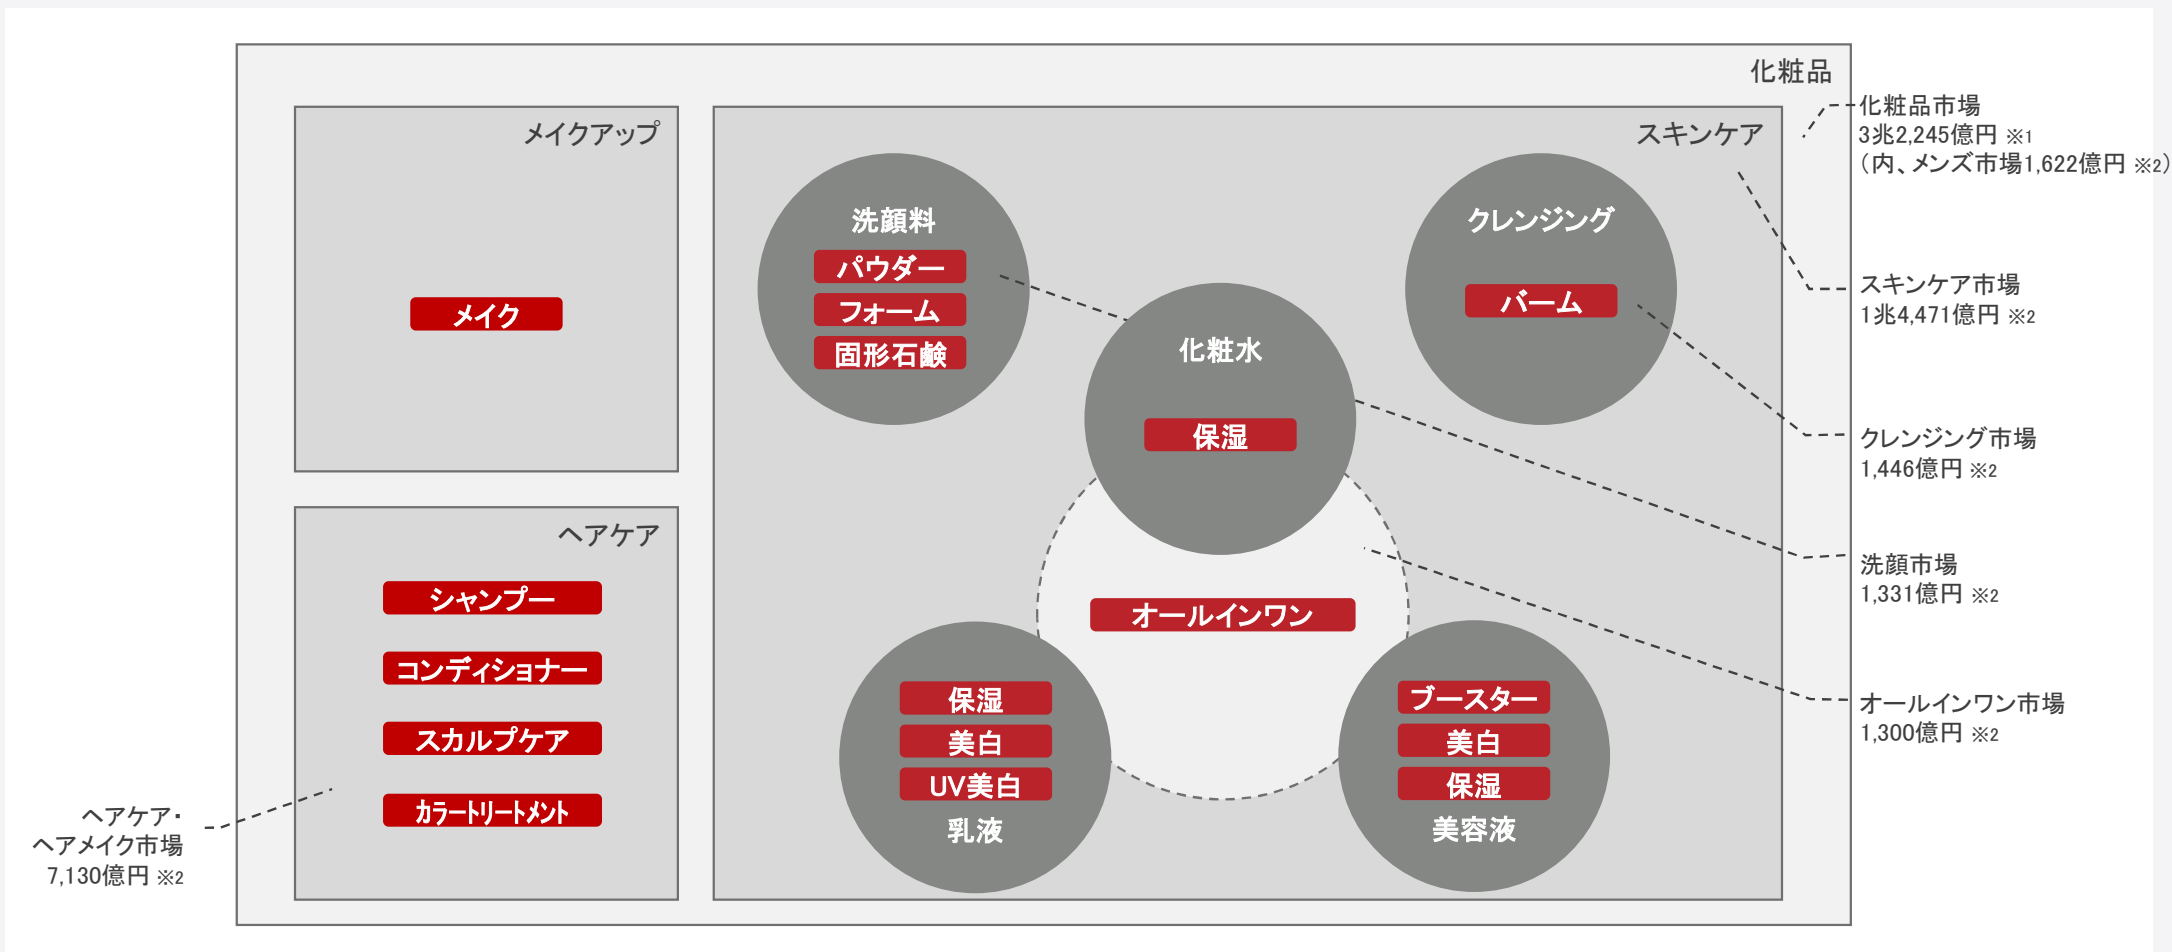 化粧品
メイクアップ
メイク
ヘアケア
シャンプー
コンディショナー
スカルプケア
カラートリートメント
スキンケア
洗顔料
パウダー
フォーム
固形石鹸
クレンジング
バーム
化粧水
保湿
オールインワン
保湿
美白
UV美白
乳液
ブースター
美白
保湿
美容液
化粧品市場
3兆2,245億円 ※1
（内、メンズ市場1,622億円 ※2）
スキンケア市場
1兆4,471億円 ※2
クレンジング市場
1,446億円 ※2
洗顔市場
1,331億円 ※2
オールインワン市場
1,300億円 ※2
ヘアケア・
ヘアメイク市場
7,130億円 ※2